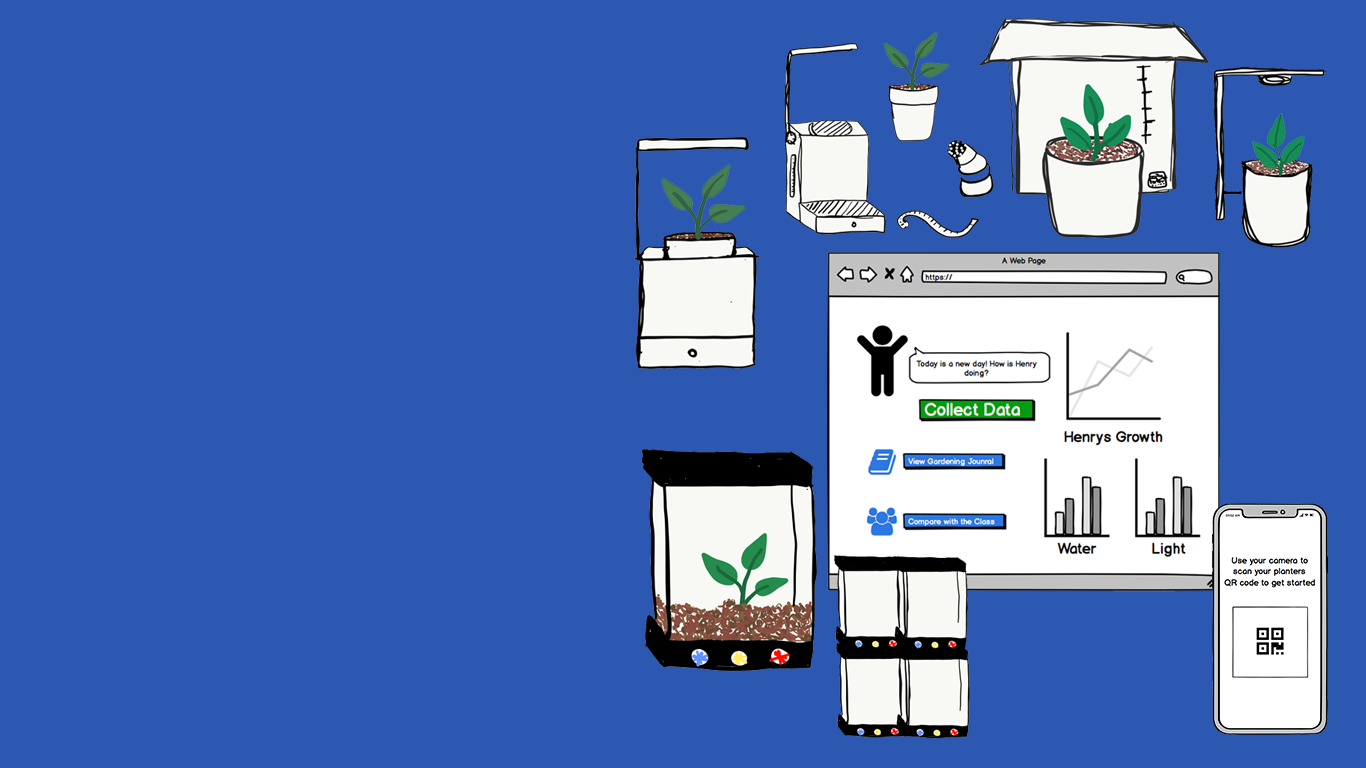 A Web Page
https://
Today is a new day! How is Henry
doing?
Collect Data
Henrys Growth
View Gardening Jounral
Compare with the Class
Water
Light
Use your camera to
scan your planters
QR code to get started